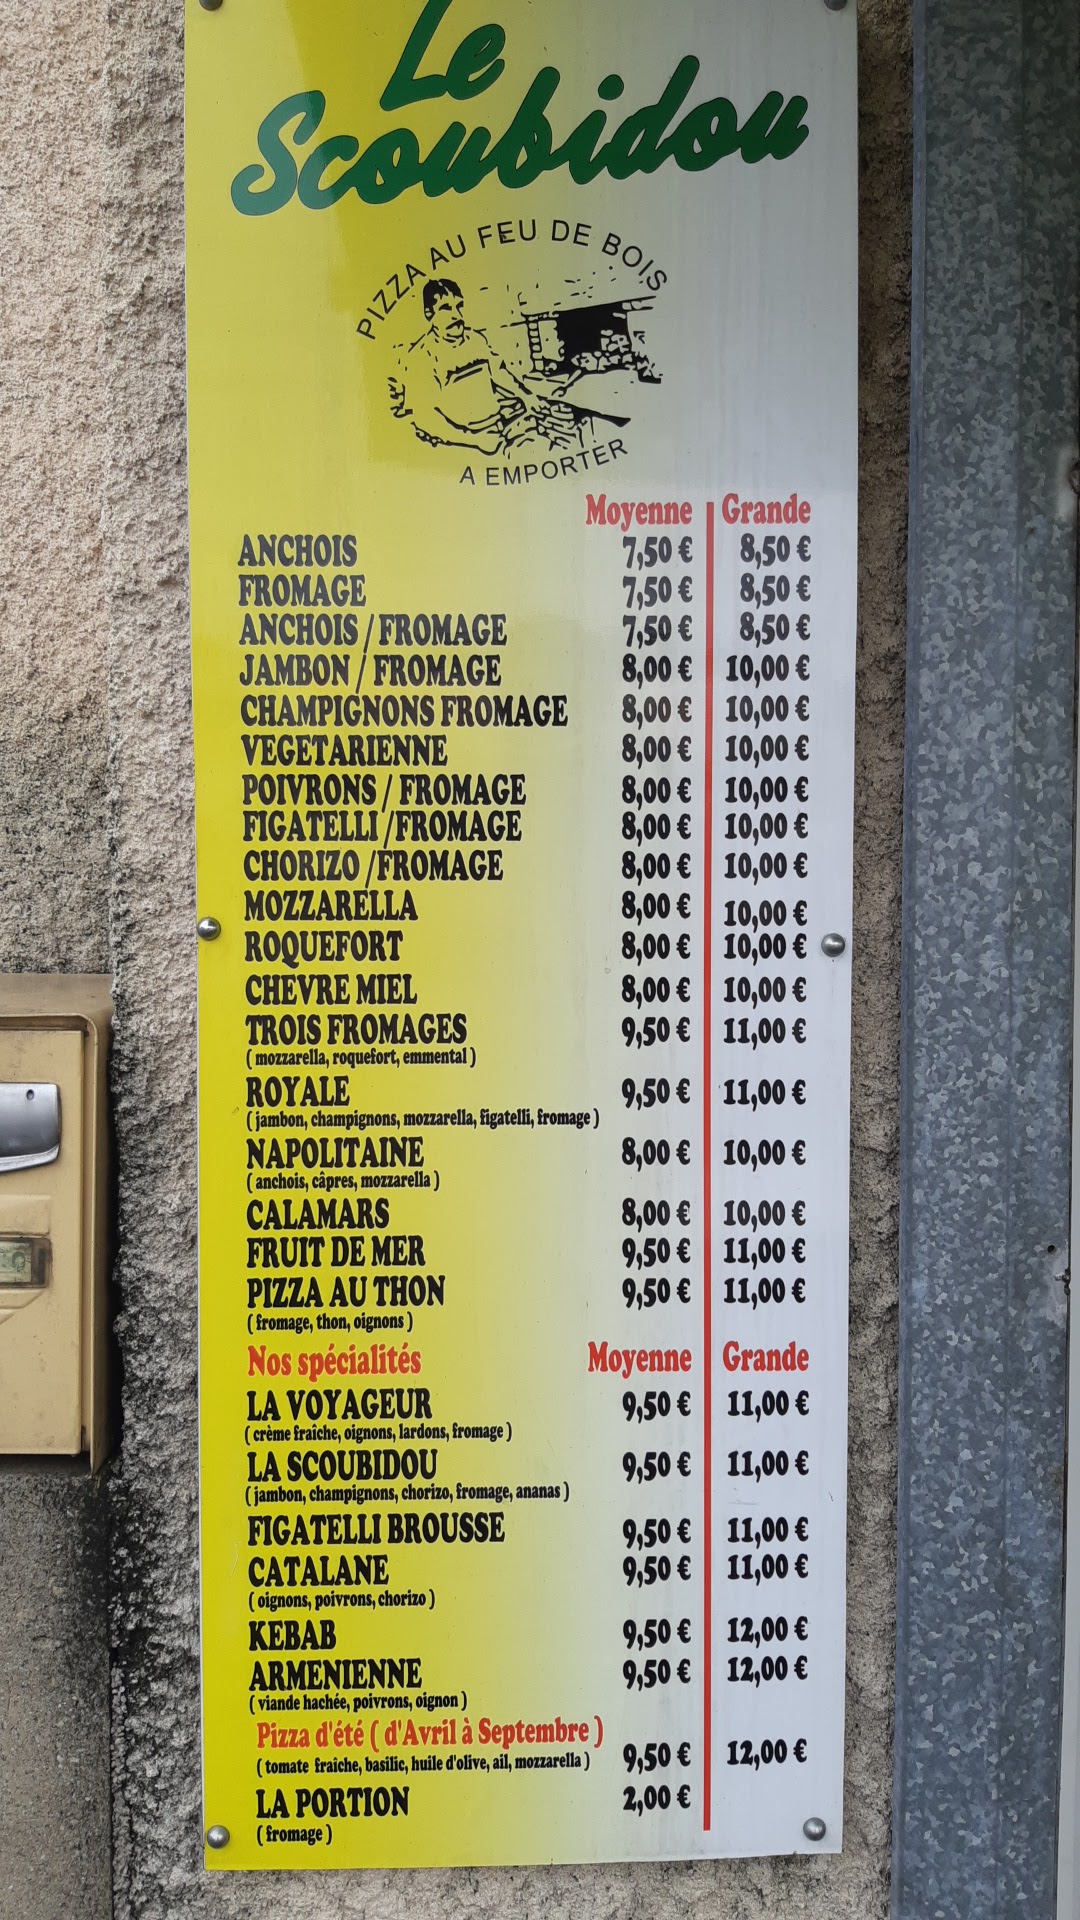 Le
Scoubidou
PIZZA AU FEU DE BOIS
A EMPORTER
Moyenne Grande
ANCHOIS 7,50 € 8,50 €
FROMAGE 7,50 € 8,50 €
ANCHOIS / FROMAGE 7,50 € 8,50 €
JAMBON / FROMAGE 8,00 € 10,00 €
CHAMPIGNONS FROMAGE 8,00 € 10,00 €
VEGETARIENNE 8,00 € 10,00 €
POIVRONS / FROMAGE 8,00 € 10,00 €
FIGATELLI /FROMAGE 8,00 € 10,00 €
CHORIZO /FROMAGE 8,00 € 10,00 €
MOZZARELLA 8,00 € 10,00 €
ROQUEFORT 8,00 € 10,00 €
CHEVRE MIEL 8,00 € 10,00 €
TROIS FROMAGES 9,50 € 11,00 €
( mozzarella, roquefort, emmental )
ROYALE 9,50 € 11,00 €
( jambon, champignons, mozzarella, figatelli, fromage )
NAPOLITAINE 8,00 € 10,00 €
( anchois, câpres, mozzarella )
CALAMARS 8,00 € 10,00 €
FRUIT DE MER 9,50 € 11,00 €
PIZZA AU THON 9,50 € 11,00 €
( fromage, thon, oignons )
Nos spécialités Moyenne Grande
LA VOYAGEUR 9,50 € 11,00 €
( crème fraîche, oignons, lardons, fromage )
LA SCOUBIDOU 9,50 € 11,00 €
( jambon, champignons, chorizo, fromage, ananas )
FIGATELLI BROUSSE 9,50 € 11,00 €
CATALANE 9,50 € 11,00 €
( oignons, poivrons, chorizo )
KEBAB 9,50 € 12,00 €
ARMENIENNE 9,50 € 12,00 €
( viande hachée, poivrons, oignon )
Pizza d'été ( d'Avril à Septembre )
( tomate fraîche, basilic, huile d'olive, ail, mozzarella ) 9,50 € 12,00 €
LA PORTION 2,00 €
( fromage )